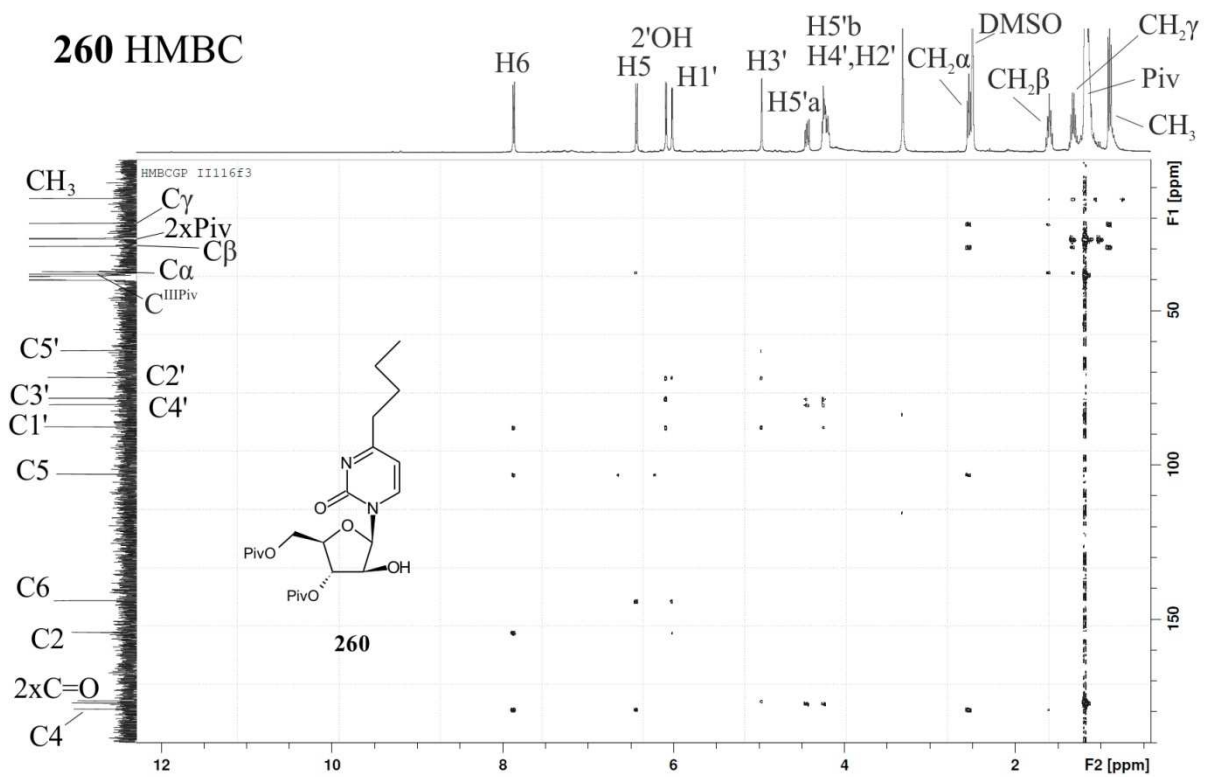 260 HMBC
H6
2'OH
H5
H1'
H3'
H5'a
H5'b
H4',H2'
CH₂α
DMSO
CH₂β
CH₂γ
Piv
CH₃
HMBCGP II116f3
CH₃
Cγ
2xPiv
Cβ
Cα
CᴵᴵᴵPiv
C5'
C2'
C3'
C4'
C1'
C5
C6
C2
2xC=O
C4
N
O
N
O
PivO
OH
PivO
260
F1 [ppm]
50
100
150
12
10
8
6
4
2
F2 [ppm]